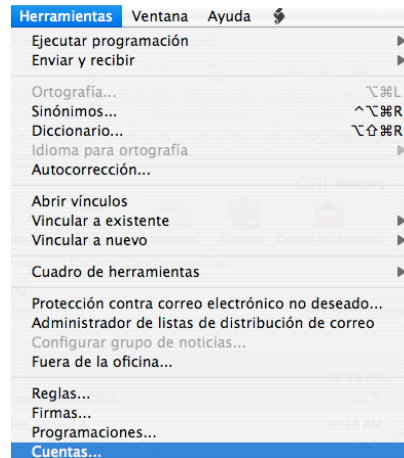 Herramientas Ventana Ayuda
Ejecutar programación
Enviar y recibir
Ortografía... ⌥⌘L
Sinónimos... ^⌥⌘R
Diccionario... ⌥⇧⌘R
Idioma para ortografía
Autocorrección...
Abrir vínculos
Vincular a existente
Vincular a nuevo
Cuadro de herramientas
Protección contra correo electrónico no deseado...
Administrador de listas de distribución de correo
Configurar grupo de noticias...
Fuera de la oficina...
Reglas...
Firmas...
Programaciones...
Cuentas...